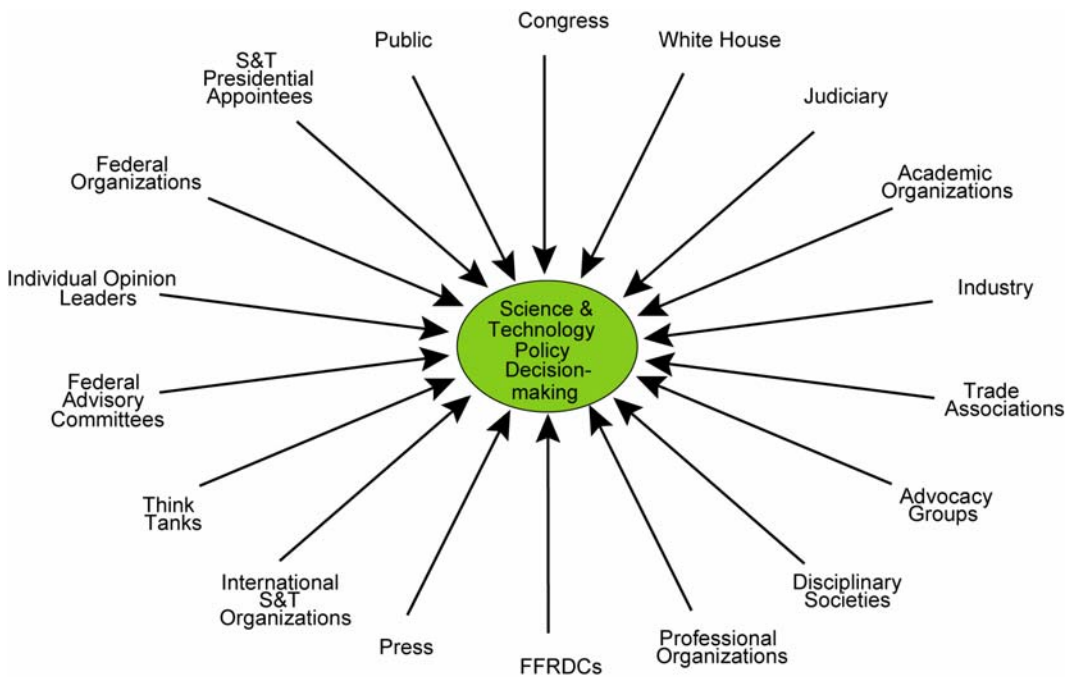 Congress
White House
Judiciary
Academic
Organizations
Industry
Trade
Associations
Advocacy
Groups
Disciplinary
Societies
Professional
Organizations
FFRDCs
Press
International
S&T
Organizations
Think
Tanks
Federal
Advisory
Committees
Individual Opinion
Leaders
Federal
Organizations
S&T
Presidential
Appointees
Public
Science &
Technology
Policy
Decision-
making